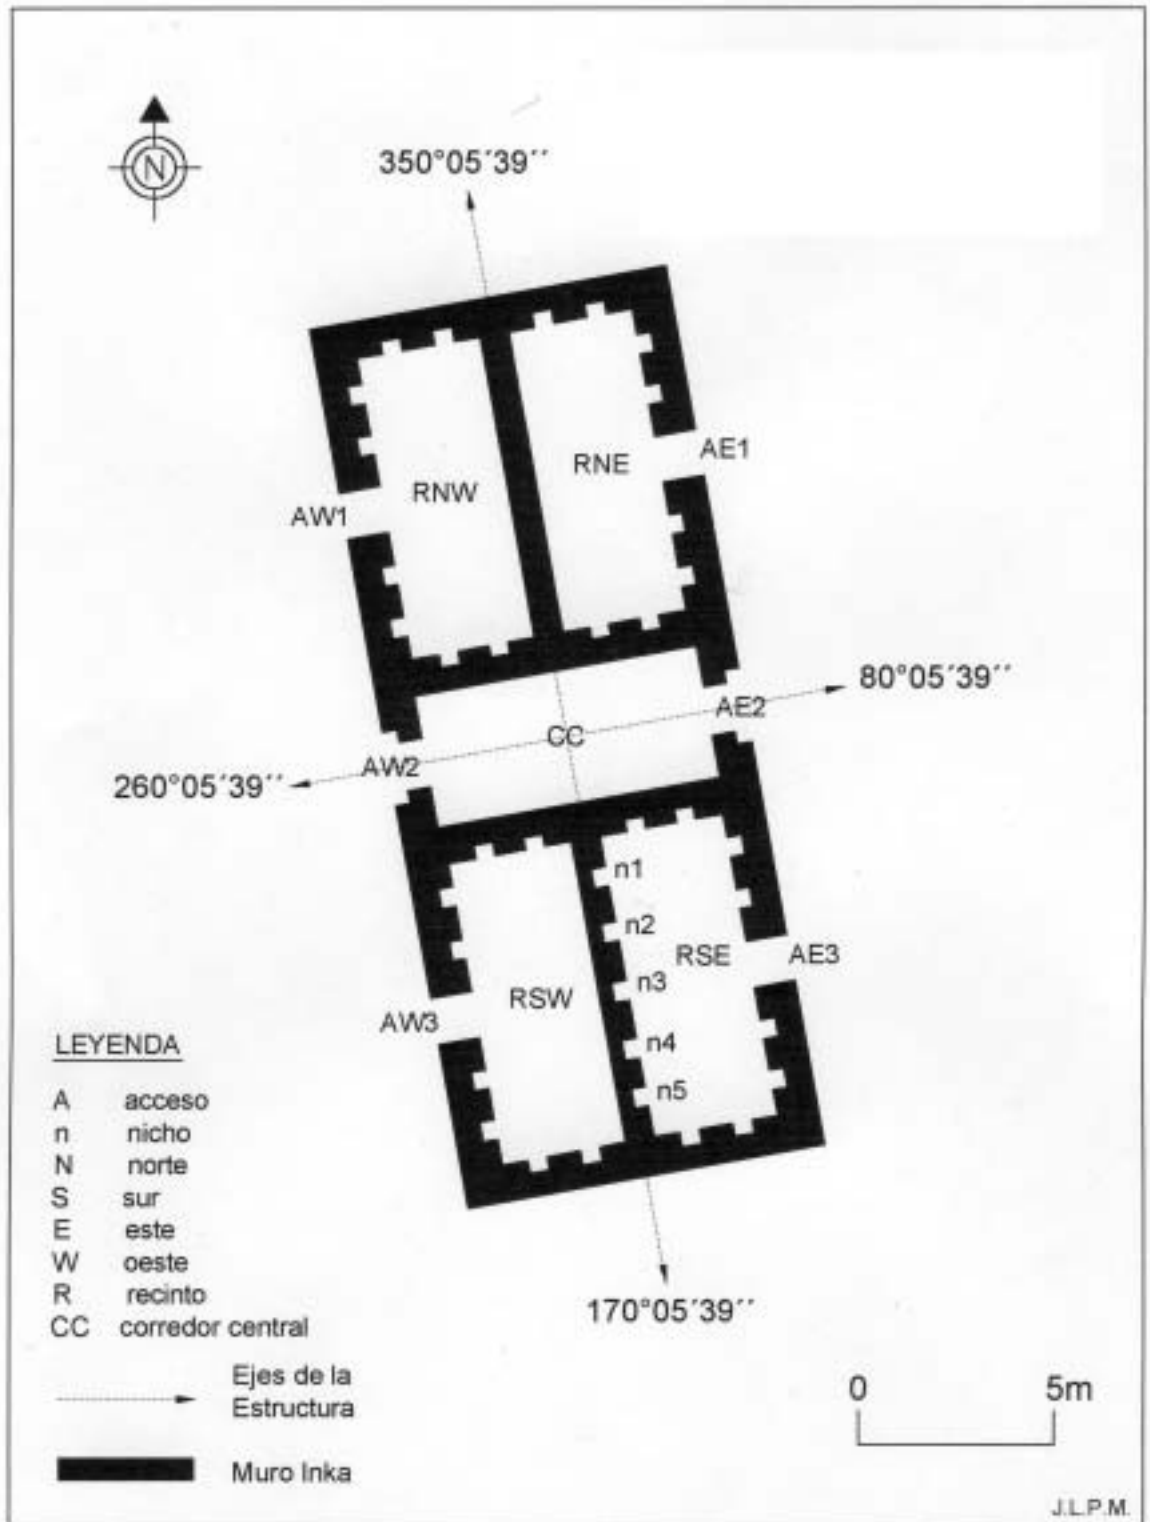 N
350°05´39´´
RNE
AE1
RNW
AW1
80°05´39´´
AE2
CC
AW2
260°05´39´´
n1
n2
RSE
AE3
n3
RSW
AW3
n4
n5
LEYENDA
A acceso
n nicho
N norte
S sur
E este
W oeste
R recinto
CC corredor central
170°05´39´´
Ejes de la
Estructura
0 5m
Muro Inka
J.L.P.M.